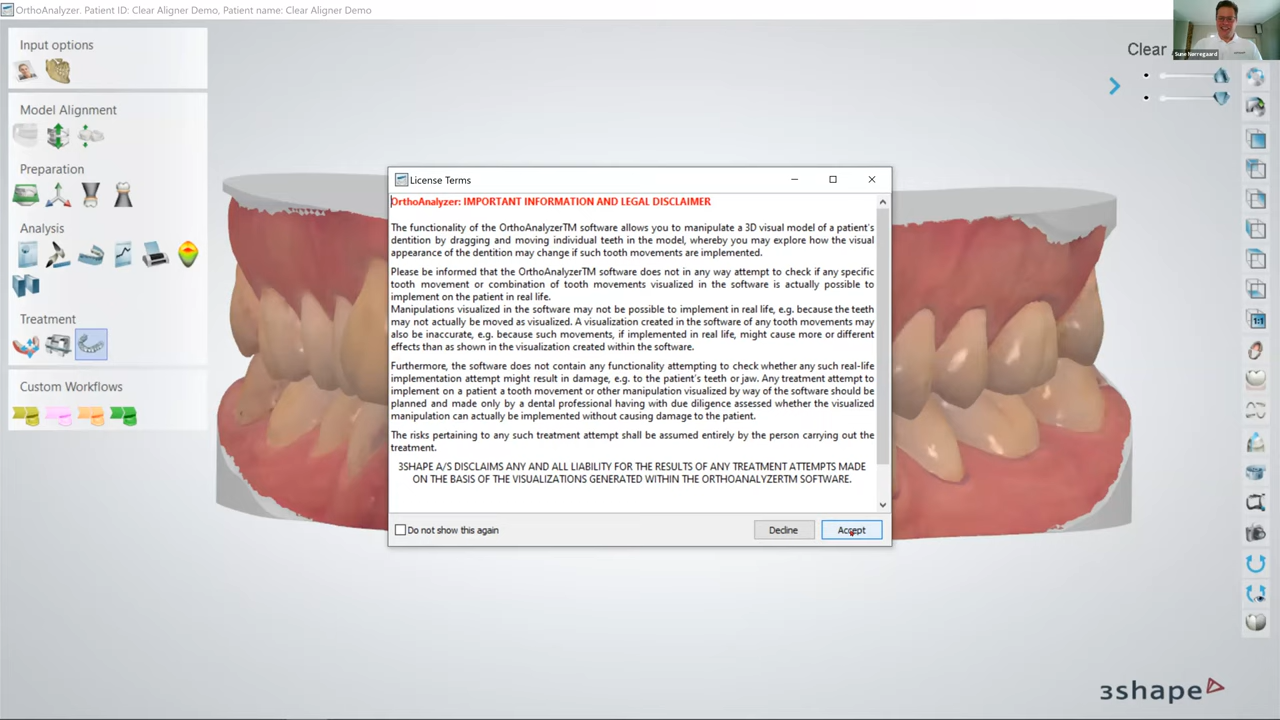 OrthoAnalyzer. Patient ID: Clear Aligner Demo, Patient name: Clear Aligner Demo
Sune Nørregaard
Input options
Clear
Model Alignment
Preparation
Analysis
Treatment
Custom Workflows
License Terms
OrthoAnalyzer: IMPORTANT INFORMATION AND LEGAL DISCLAIMER
The functionality of the OrthoAnalyzerTM software allows you to manipulate a 3D visual model of a patient's
dentition by dragging and moving individual teeth in the model, whereby you may explore how the visual
appearance of the dentition may change if such tooth movements are implemented.
Please be informed that the OrthoAnalyzerTM software does not in any way attempt to check if any specific
tooth movement or combination of tooth movements visualized in the software is actually possible to
implement on the patient in real life.
Manipulations visualized in the software may not be possible to implement in real life, e.g. because the teeth
may not actually be moved as visualized. A visualization created in the software of any tooth movements may
also be inaccurate, e.g. because such movements, if implemented in real life, might cause more or different
effects than as shown in the visualization created within the software.
Furthermore, the software does not contain any functionality attempting to check whether any such real-life
implementation attempt might result in damage, e.g. to the patient's teeth or jaw. Any treatment attempt to
implement on a patient a tooth movement or other manipulation visualized by way of the software should be
planned and made only by a dental professional having with due diligence assessed whether the visualized
manipulation can actually be implemented without causing damage to the patient.
The risks pertaining to any such treatment attempt shall be assumed entirely by the person carrying out the
treatment.
3SHAPE A/S DISCLAIMS ANY AND ALL LIABILITY FOR THE RESULTS OF ANY TREATMENT ATTEMPTS MADE
ON THE BASIS OF THE VISUALIZATIONS GENERATED WITHIN THE ORTHOANALYZERTM SOFTWARE.
Do not show this again
Decline
Accept
1:1
3shape